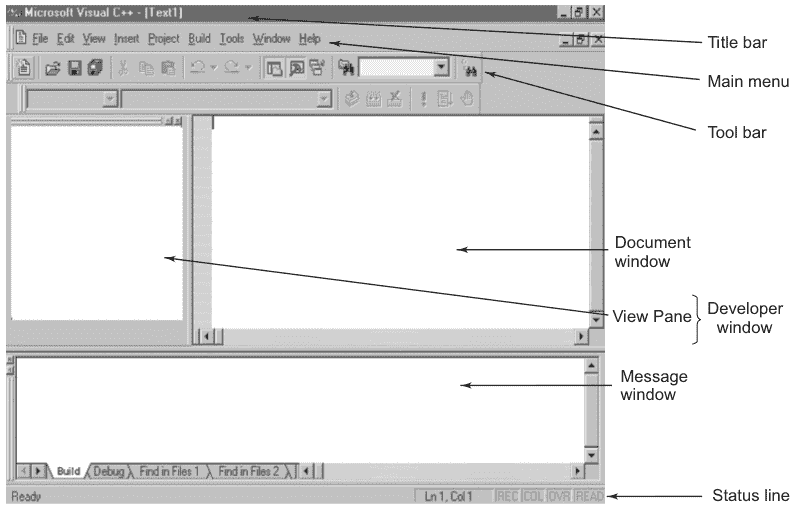 Microsoft Visual C++ - [Text1]
Title bar
File Edit View Insert Project Build Tools Window Help
Main menu
Tool bar
Document
window
View Pane
Developer
window
Message
window
Build Debug Find in Files 1 Find in Files 2
Ready Ln 1, Col 1 REC COL OVR READ
Status line